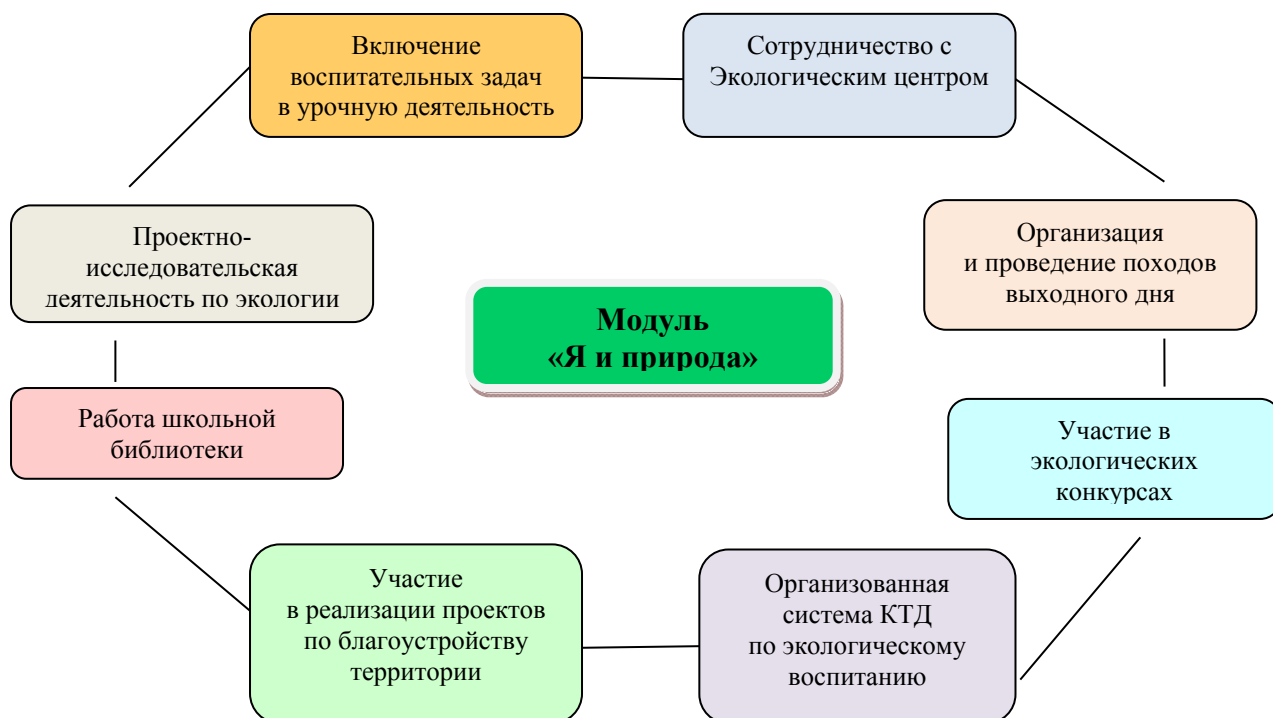 Включение
воспитательных задач
в урочную деятельность
Сотрудничество с
Экологическим центром
Проектно-
исследовательская
деятельность по экологии
Организация
и проведение походов
выходного дня
Модуль
«Я и природа»
Работа школьной
библиотеки
Участие в
экологических
конкурсах
Участие
в реализации проектов
по благоустройству
территории
Организованная
система КТД
по экологическому
воспитанию